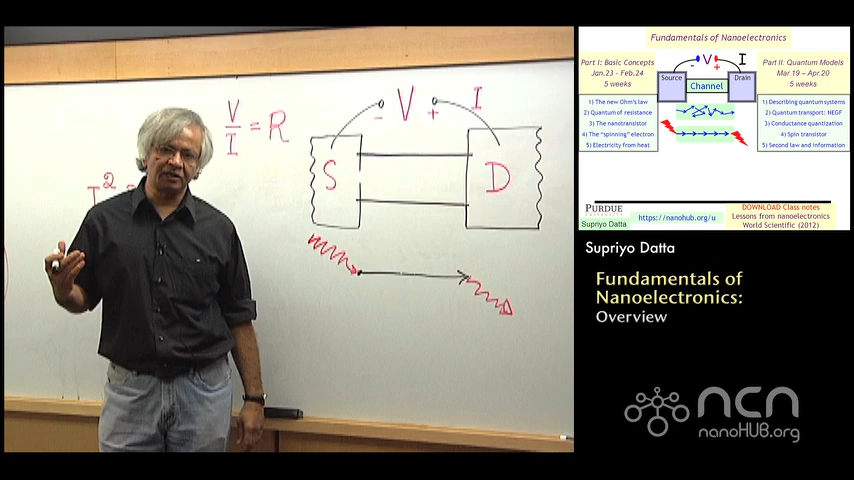 V
I
= R
I²
- V +
I
S
D
Fundamentals of Nanoelectronics
Part I: Basic Concepts
Jan.23 - Feb.24
5 weeks
V
I
- +
Source
Drain
Channel
Part II: Quantum Models
Mar 19 - Apr.20
5 weeks
1) The new Ohm's law
2) Quantum of resistance
3) The nanotransistor
4) The "spinning" electron
5) Electricity from heat
1) Describing quantum systems
2) Quantum transport: NEGF
3) Conductance quantization
4) Spin transistor
5) Second law and information
PURDUE
UNIVERSITY
Supriyo Datta
https://nanohub.org/u
DOWNLOAD Class notes
Lessons from nanoelectronics
World Scientific (2012)
Supriyo Datta
Fundamentals of
Nanoelectronics:
Overview
ncn
nanoHUB.org